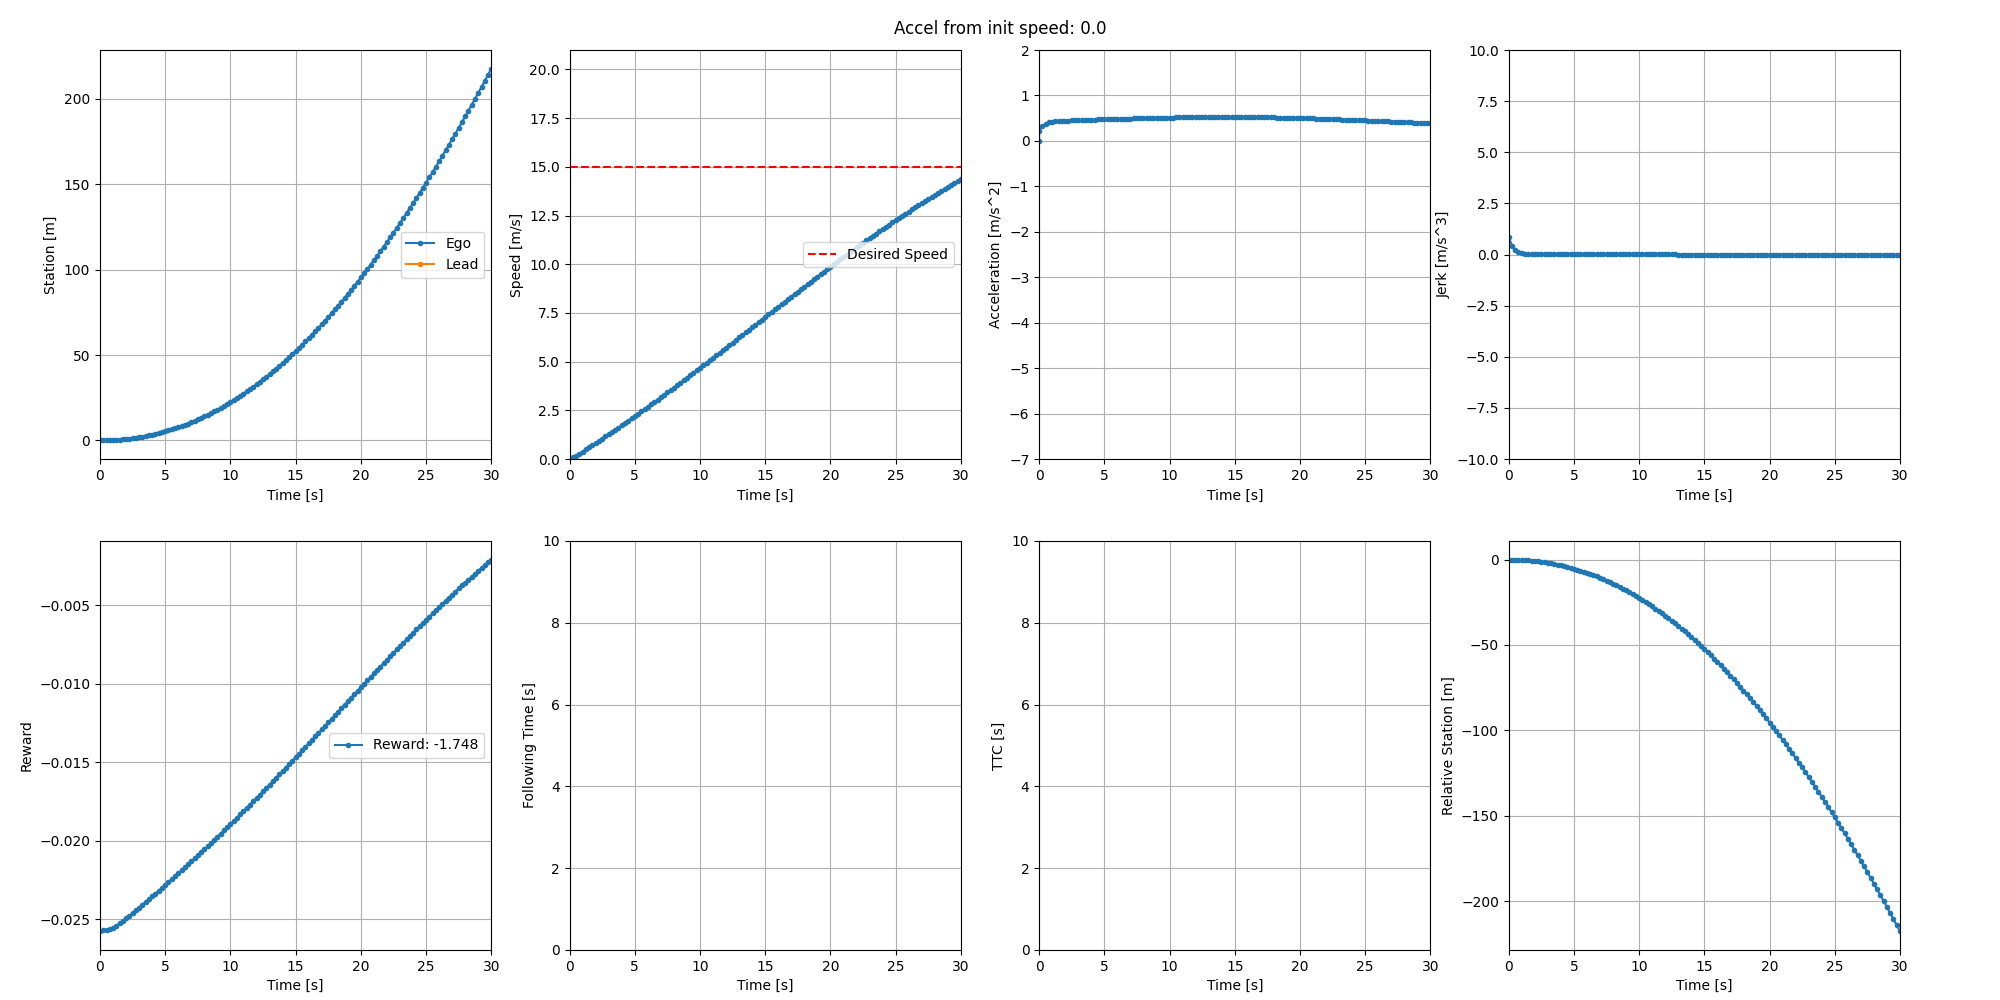 Accel from init speed: 0.0
Station [m]
200
150
100
50
0
0 5 10 15 20 25 30
Time [s]
Ego
Lead
Speed [m/s]
20.0
17.5
15.0
12.5
10.0
7.5
5.0
2.5
0.0
0 5 10 15 20 25 30
Time [s]
Desired Speed
Acceleration [m/s^2]
2
1
0
−1
−2
−3
−4
−5
−6
−7
0 5 10 15 20 25 30
Time [s]
Jerk [m/s^3]
10.0
7.5
5.0
2.5
0.0
−2.5
−5.0
−7.5
−10.0
0 5 10 15 20 25 30
Time [s]
Reward
−0.005
−0.010
−0.015
−0.020
−0.025
0 5 10 15 20 25 30
Time [s]
Reward: -1.748
Following Time [s]
10
8
6
4
2
0
0 5 10 15 20 25 30
Time [s]
TTC [s]
10
8
6
4
2
0
0 5 10 15 20 25 30
Time [s]
Relative Station [m]
0
−50
−100
−150
−200
0 5 10 15 20 25 30
Time [s]